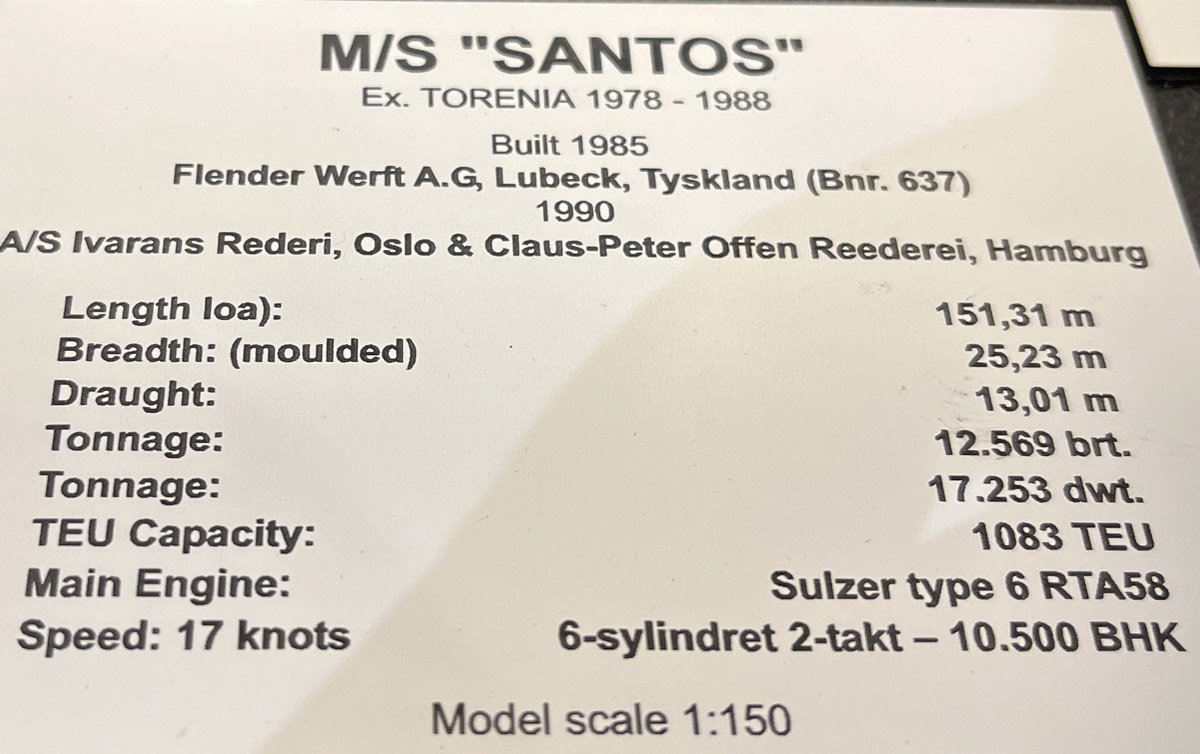 M/S "SANTOS"
Ex. TORENIA 1978 - 1988
Built 1985
Flender Werft A.G, Lubeck, Tyskland (Bnr. 637)
1990
A/S Ivarans Rederi, Oslo & Claus-Peter Offen Reederei, Hamburg
Length loa): 151,31 m
Breadth: (moulded) 25,23 m
Draught: 13,01 m
Tonnage: 12.569 brt.
Tonnage: 17.253 dwt.
TEU Capacity: 1083 TEU
Main Engine: Sulzer type 6 RTA58
Speed: 17 knots 6-sylindret 2-takt – 10.500 BHK
Model scale 1:150